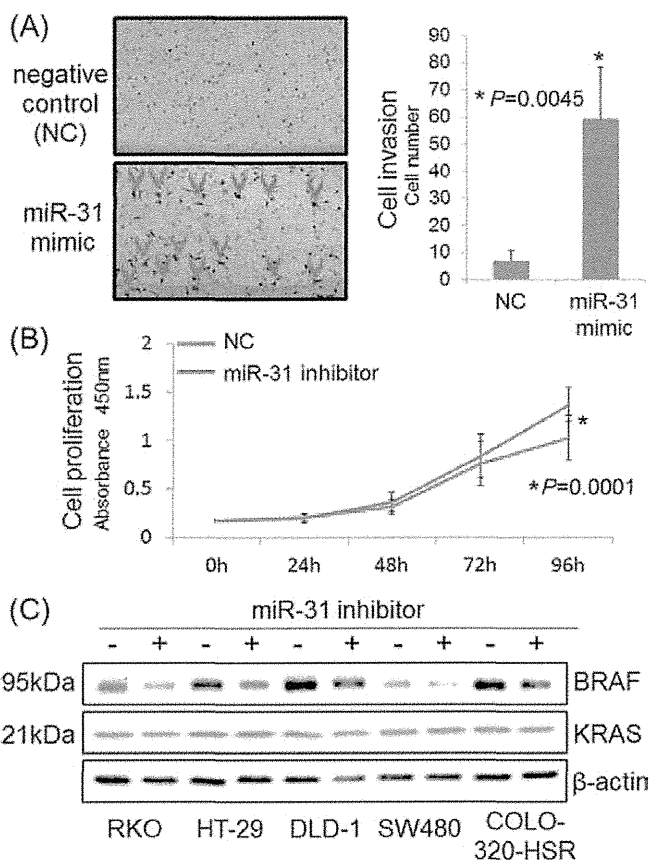 (A)
negative
control
(NC)
miR-31
mimic
Cell invasion
Cell number
90
80
70
60
50
40
30
20
10
0
*
* P=0.0045
NC
miR-31
mimic
(B)
Cell proliferation
Absorbance 450nm
2
1.5
1
0.5
0
NC
miR-31 inhibitor
*
*P=0.0001
0h 24h 48h 72h 96h
(C)
miR-31 inhibitor
- + - + - + - + - +
95kDa BRAF
21kDa KRAS
β-actin
RKO HT-29 DLD-1 SW480 COLO-
320-HSR